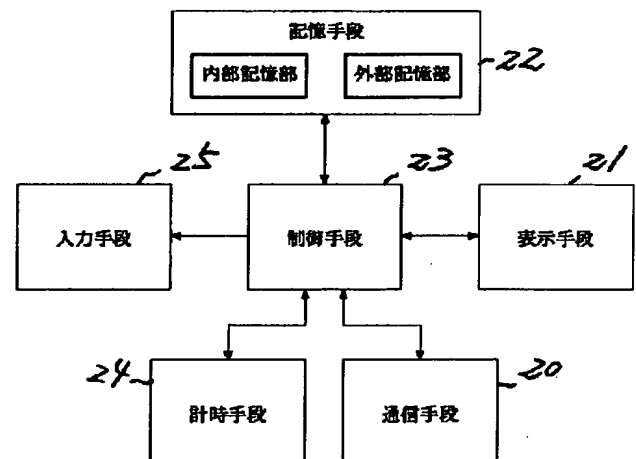 記憶手段
内部記憶部
外部記憶部
22
25
23
21
入力手段
制御手段
表示手段
24
20
計時手段
通信手段